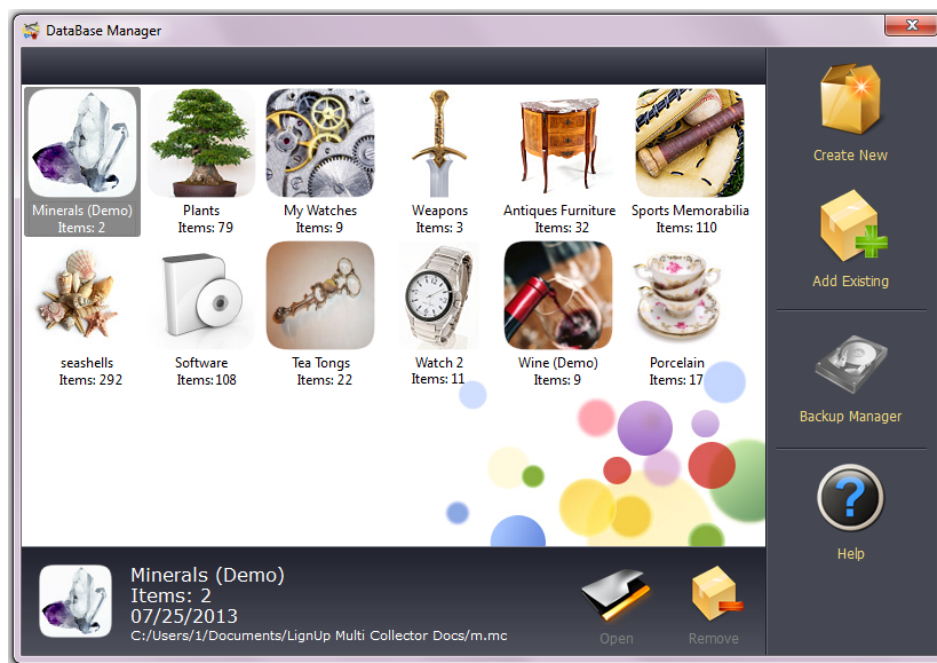 DataBase Manager
Minerals (Demo)
Items: 2
Plants
Items: 79
My Watches
Items: 9
Weapons
Items: 3
Antiques Furniture
Items: 32
Sports Memorabilia
Items: 110
seashells
Items: 292
Software
Items:108
Tea Tongs
Items: 22
Watch 2
Items: 11
Wine (Demo)
Items: 9
Porcelain
Items: 17
Create New
Add Existing
Backup Manager
Help
Minerals (Demo)
Items: 2
07/25/2013
C:/Users/1/Documents/LignUp Multi Collector Docs/m.mc
Open
Remove